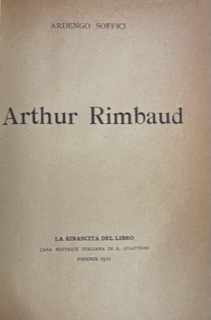 ARDENGO SOFFICI
Arthur Rimbaud
LA RINASCITA DEL LIBRO
CASA EDITRICE ITALIANA DI A. QUATTRINI
FIRENZE 1911